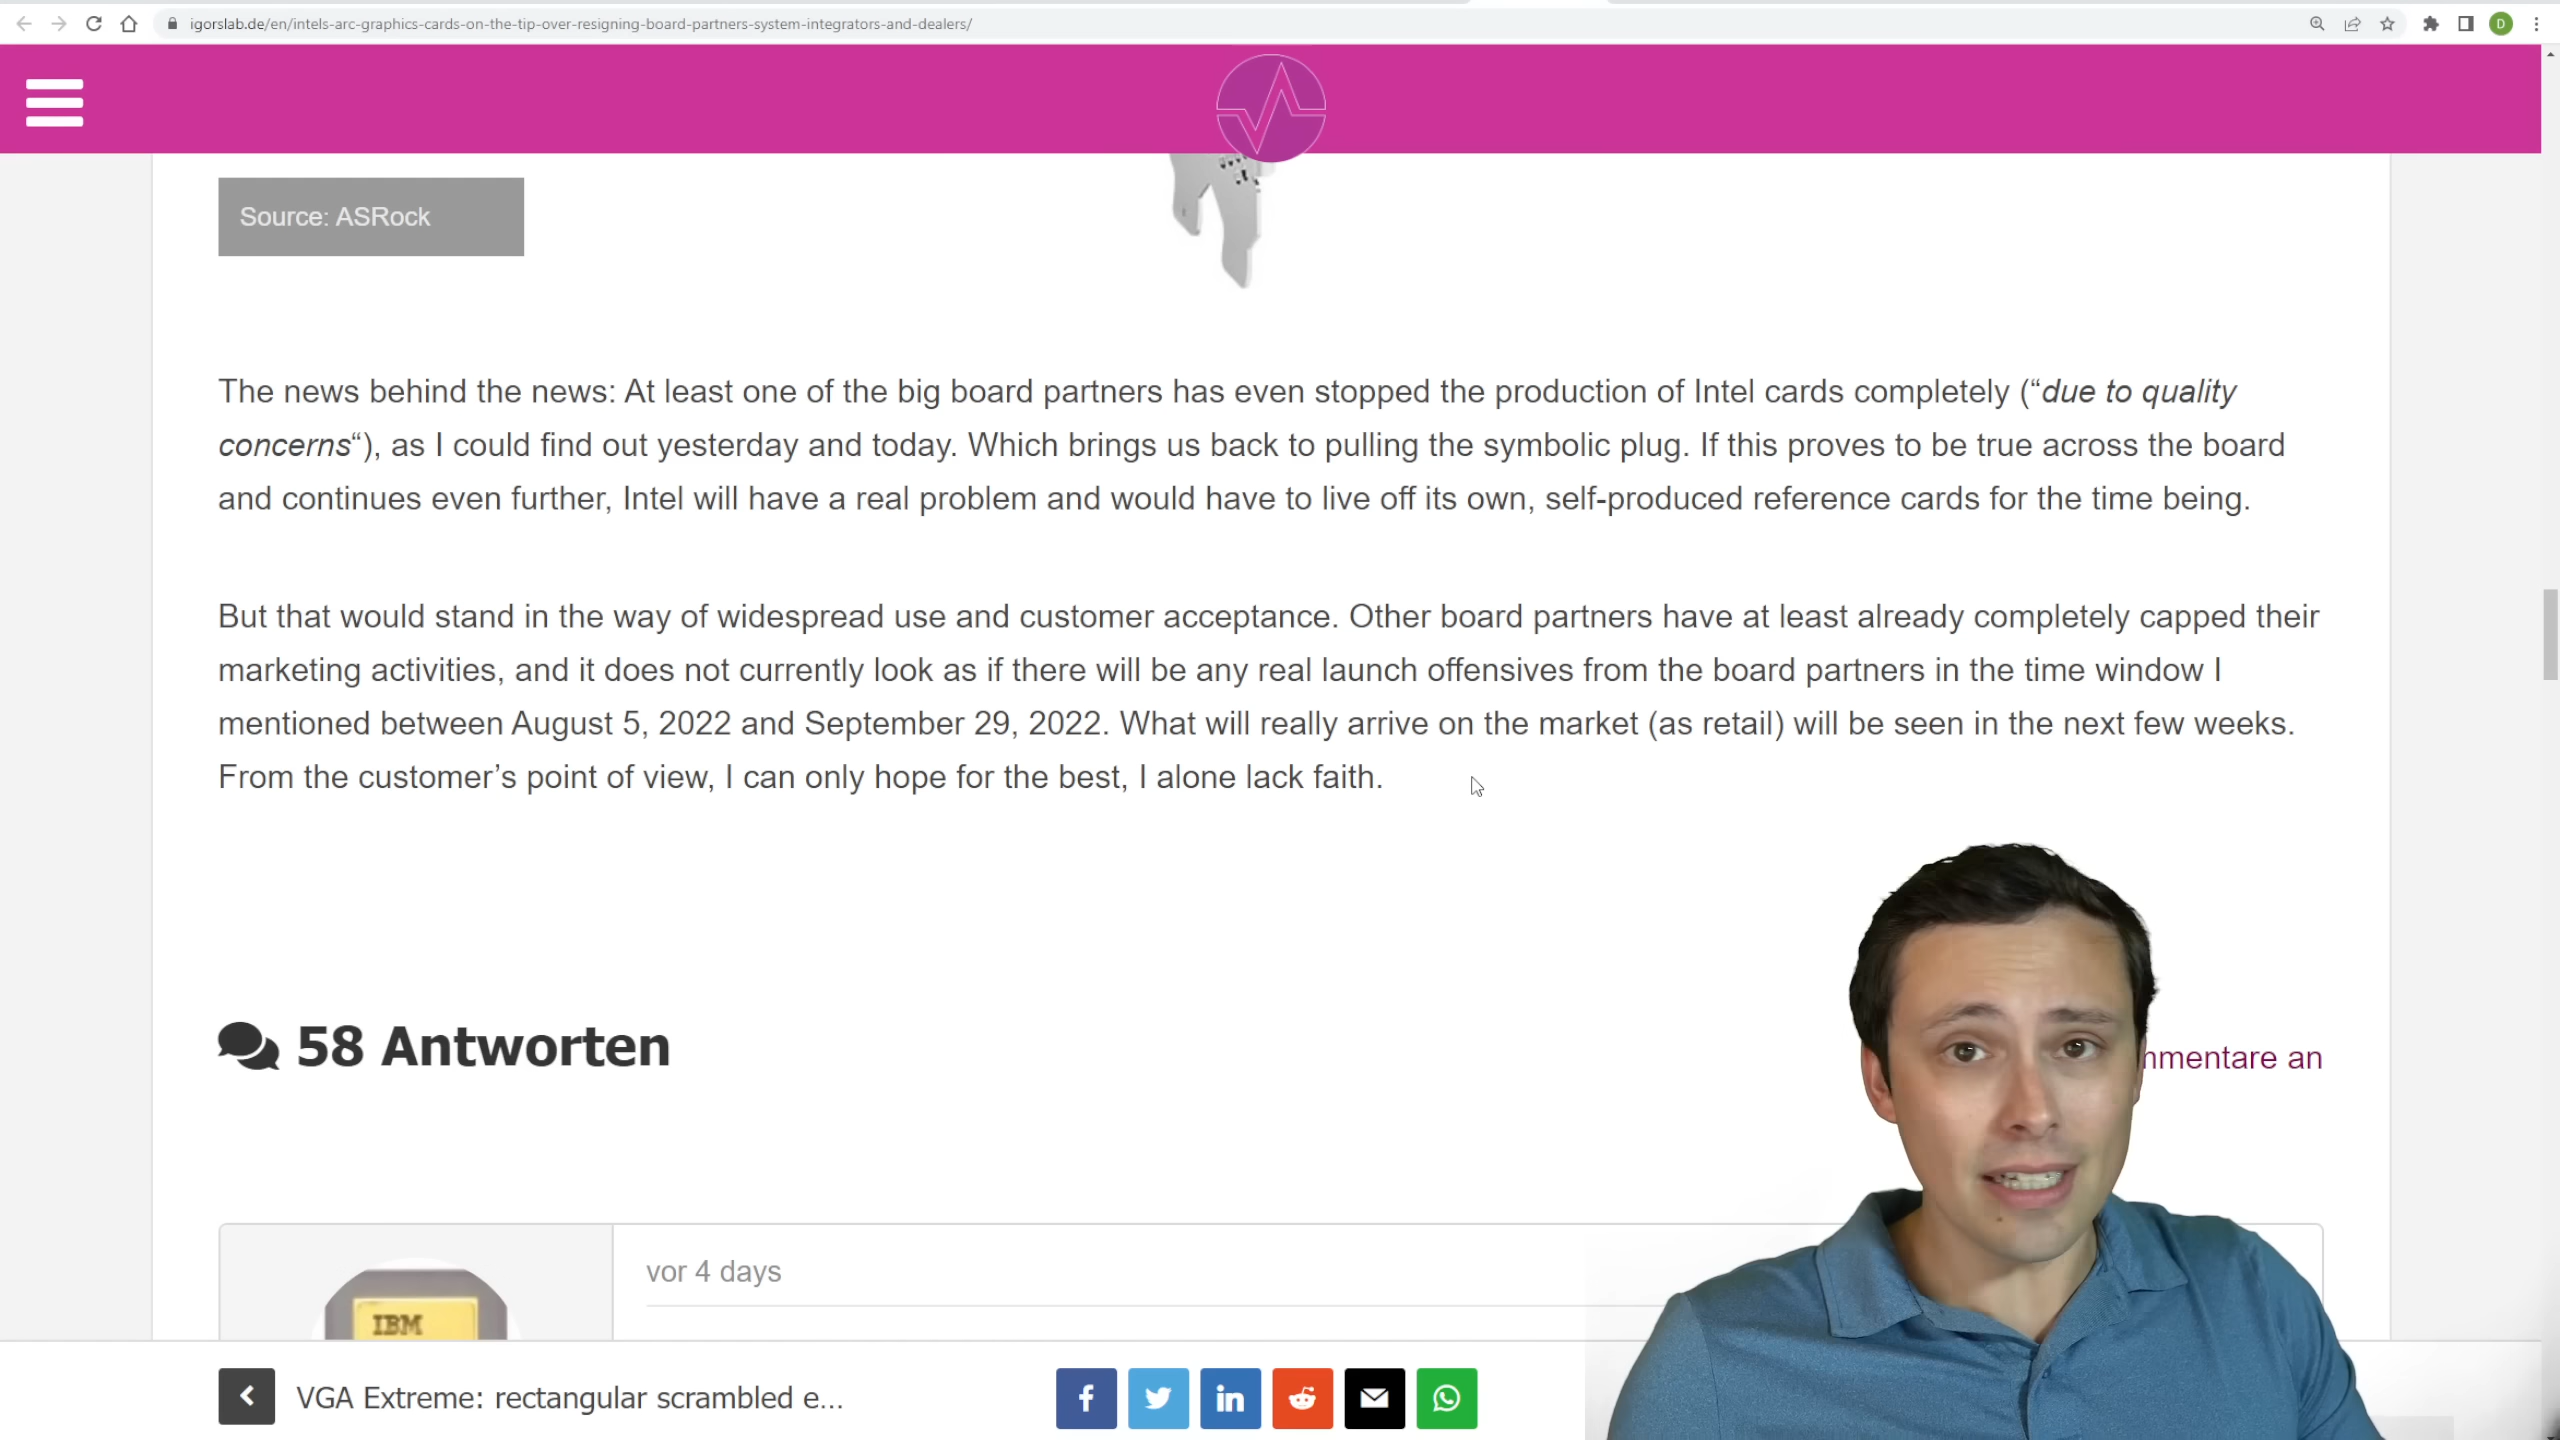 igorslab.de/en/intels-arc-graphics-cards-on-the-tip-over-resigning-board-partners-system-integrators-and-dealers/
D
Source: ASRock
The news behind the news: At least one of the big board partners has even stopped the production of Intel cards completely (“due to quality
concerns“), as I could find out yesterday and today. Which brings us back to pulling the symbolic plug. If this proves to be true across the board
and continues even further, Intel will have a real problem and would have to live off its own, self-produced reference cards for the time being.
But that would stand in the way of widespread use and customer acceptance. Other board partners have at least already completely capped their
marketing activities, and it does not currently look as if there will be any real launch offensives from the board partners in the time window I
mentioned between August 5, 2022 and September 29, 2022. What will really arrive on the market (as retail) will be seen in the next few weeks.
From the customer’s point of view, I can only hope for the best, I alone lack faith.
58 Antworten
mmentare an
vor 4 days
IBM
VGA Extreme: rectangular scrambled e...